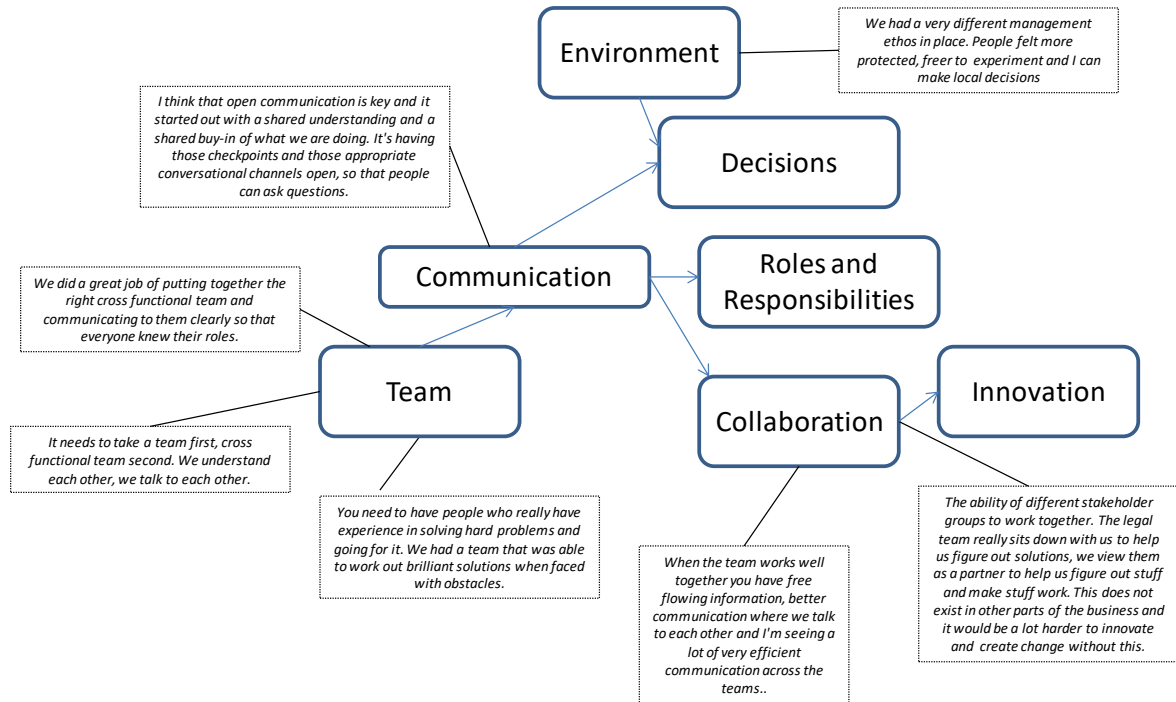 Environment
We had a very different management
ethos in place. People felt more
protected, freer to experiment and I can
make local decisions
I think that open communication is key and it
started out with a shared understanding and a
shared buy-in of what we are doing. It's having
those checkpoints and those appropriate
conversational channels open, so that people
can ask questions.
Decisions
Communication
Roles and
Responsibilities
We did a great job of putting together the
right cross functional team and
communicating to them clearly so that
everyone knew their roles.
Team
Collaboration
Innovation
It needs to take a team first, cross
functional team second. We understand
each other, we talk to each other.
You need to have people who really have
experience in solving hard problems and
going for it. We had a team that was able
to work out brilliant solutions when faced
with obstacles.
When the team works well
together you have free
flowing information, better
communication where we talk
to each other and I'm seeing a
lot of very efficient
communication across the
teams..
The ability of different stakeholder
groups to work together. The legal
team really sits down with us to help
us figure out solutions, we view them
as a partner to help us figure out stuff
and make stuff work. This does not
exist in other parts of the business and
it would be a lot harder to innovate
and create change without this.